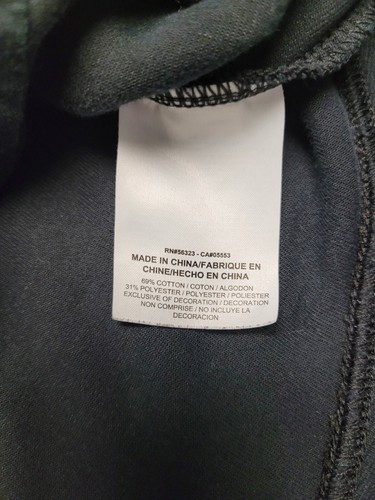 RN#56323 - CA#05553
MADE IN CHINA/FABRIQUE EN
CHINE/HECHO EN CHINA
69% COTTON / COTON / ALGODON
31% POLYESTER / POLYESTER / POLIESTER
EXCLUSIVE OF DECORATION / DECORATION
NON COMPRISE / NO INCLUYE LA
DECORACION